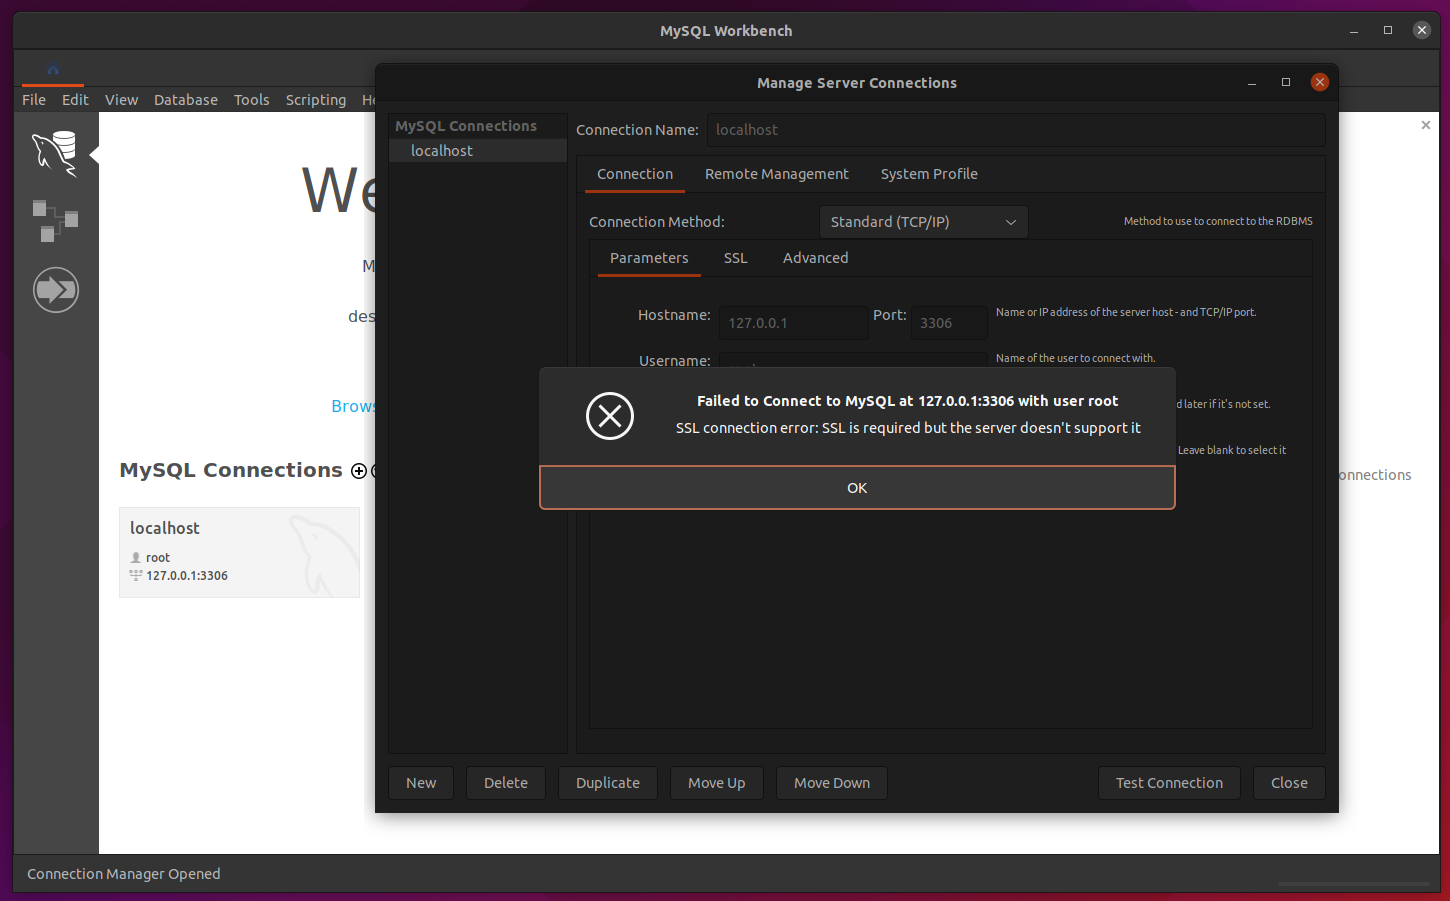 MySQL Workbench
File Edit View Database Tools Scripting
Manage Server Connections
MySQL Connections
localhost
Connection Name: localhost
Connection Remote Management System Profile
Connection Method: Standard (TCP/IP) Method to use to connect to the RDBMS
Parameters SSL Advanced
Hostname: 127.0.0.1 Port: 3306 Name or IP address of the server host - and TCP/IP port.
Username: Name of the user to connect with.
later if it's not set.
Leave blank to select it
Failed to Connect to MySQL at 127.0.0.1:3306 with user root
SSL connection error: SSL is required but the server doesn't support it
OK
New Delete Duplicate Move Up Move Down Test Connection Close
We
M
des
Brows
MySQL Connections
onnections
localhost
root
127.0.0.1:3306
Connection Manager Opened